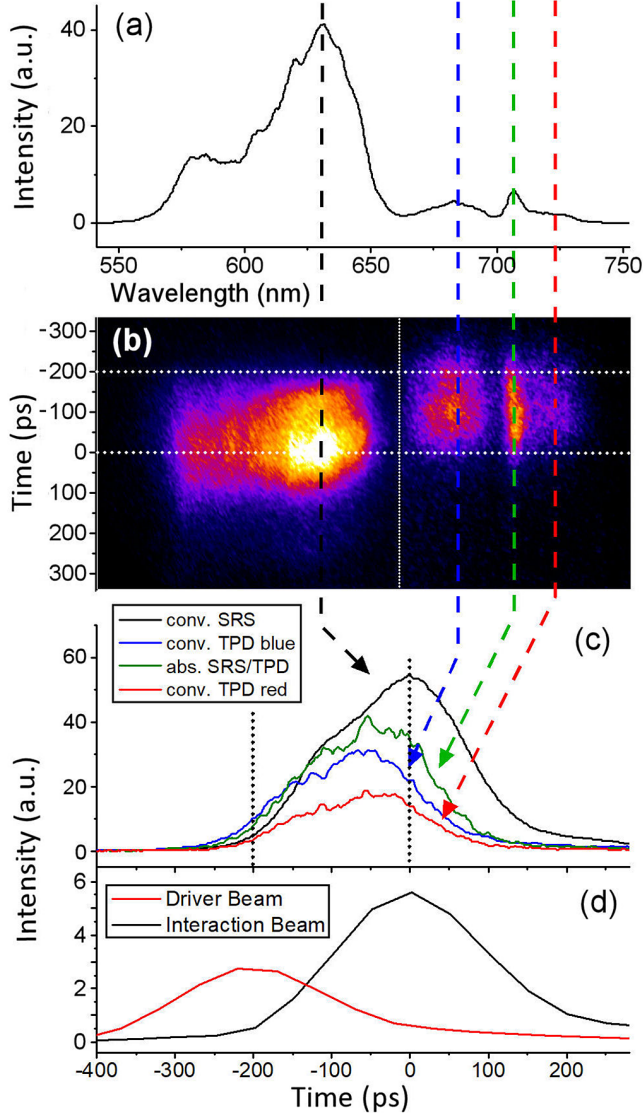 (a)
Intensity (a.u.)
40
20
0
550 600 650 700 750
Wavelength (nm)
(b)
Time (ps)
-300
-200
-100
0
100
200
300
conv. SRS
conv. TPD blue
abs. SRS/TPD
conv. TPD red
(c)
Intensity (a.u.)
60
40
20
0
Driver Beam
Interaction Beam
(d)
6
4
2
0
-400 -300 -200 -100 0 100 200
Time (ps)